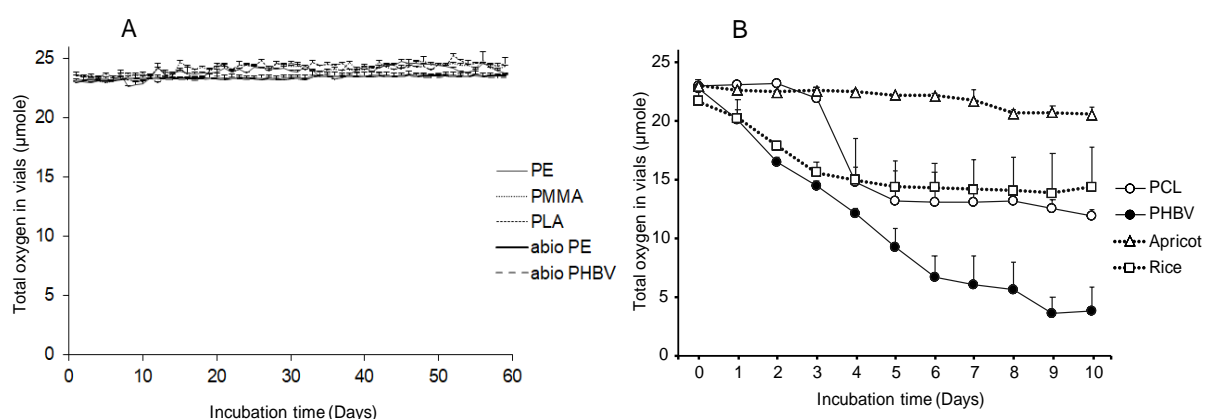 A
Total oxygen in vials (µmole)
25
20
15
10
5
0
0 10 20 30 40 50 60
Incubation time (Days)
PE
PMMA
PLA
abio PE
abio PHBV
B
Total oxygen in vials (µmole)
25
20
15
10
5
0
0 1 2 3 4 5 6 7 8 9 10
Incubation time (Days)
PCL
PHBV
Apricot
Rice